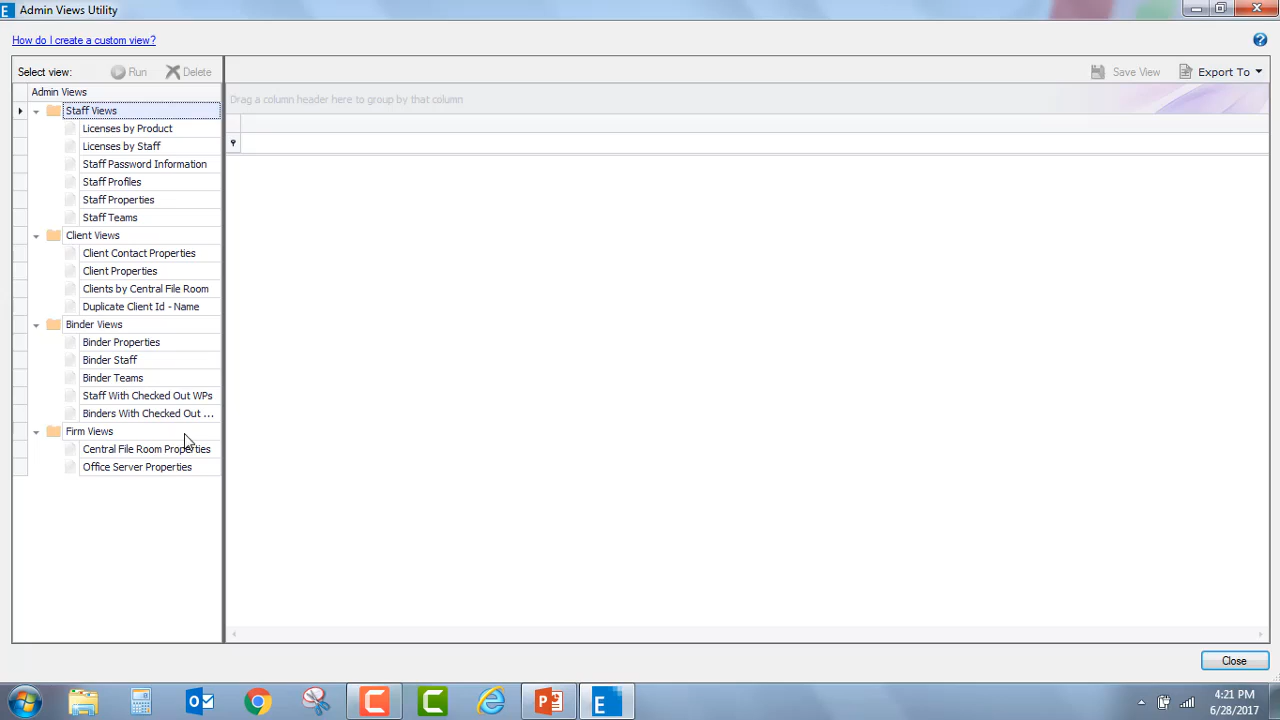 E Admin Views Utility
How do I create a custom view?
Select view: Run Delete
Save View Export To
Admin Views
Drag a column header here to group by that column
Staff Views
Licenses by Product
Licenses by Staff
Staff Password Information
Staff Profiles
Staff Properties
Staff Teams
Client Views
Client Contact Properties
Client Properties
Clients by Central File Room
Duplicate Client Id - Name
Binder Views
Binder Properties
Binder Staff
Binder Teams
Staff With Checked Out WPs
Binders With Checked Out ...
Firm Views
Central File Room Properties
Office Server Properties
Close
4:21 PM
6/28/2017